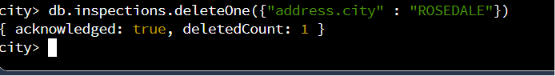 city> db.inspections.deleteOne({"address.city" : "ROSEDALE"})
{ acknowledged: true, deletedCount: 1 }
city>